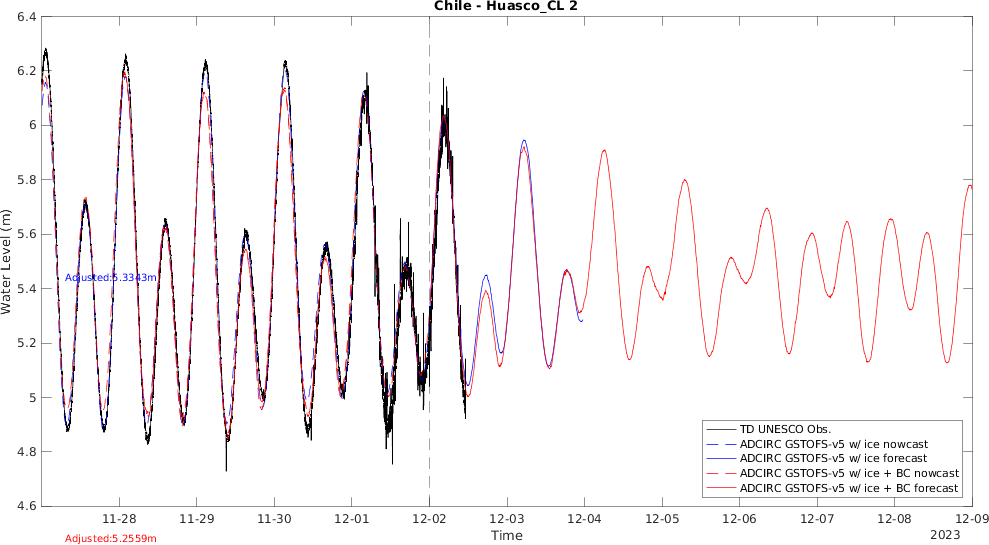 Chile - Huasco_CL 2
6.4
6.2
6
5.8
5.6
5.4
5.2
5
4.8
4.6
Water Level (m)
Adjusted:5.3343m
Adjusted:5.2559m
TD UNESCO Obs.
ADCIRC GSTOFS-v5 w/ ice nowcast
ADCIRC GSTOFS-v5 w/ ice forecast
ADCIRC GSTOFS-v5 w/ ice + BC nowcast
ADCIRC GSTOFS-v5 w/ ice + BC forecast
11-28 11-29 11-30 12-01 12-02 12-03 12-04 12-05 12-06 12-07 12-08 12-09
Time
2023